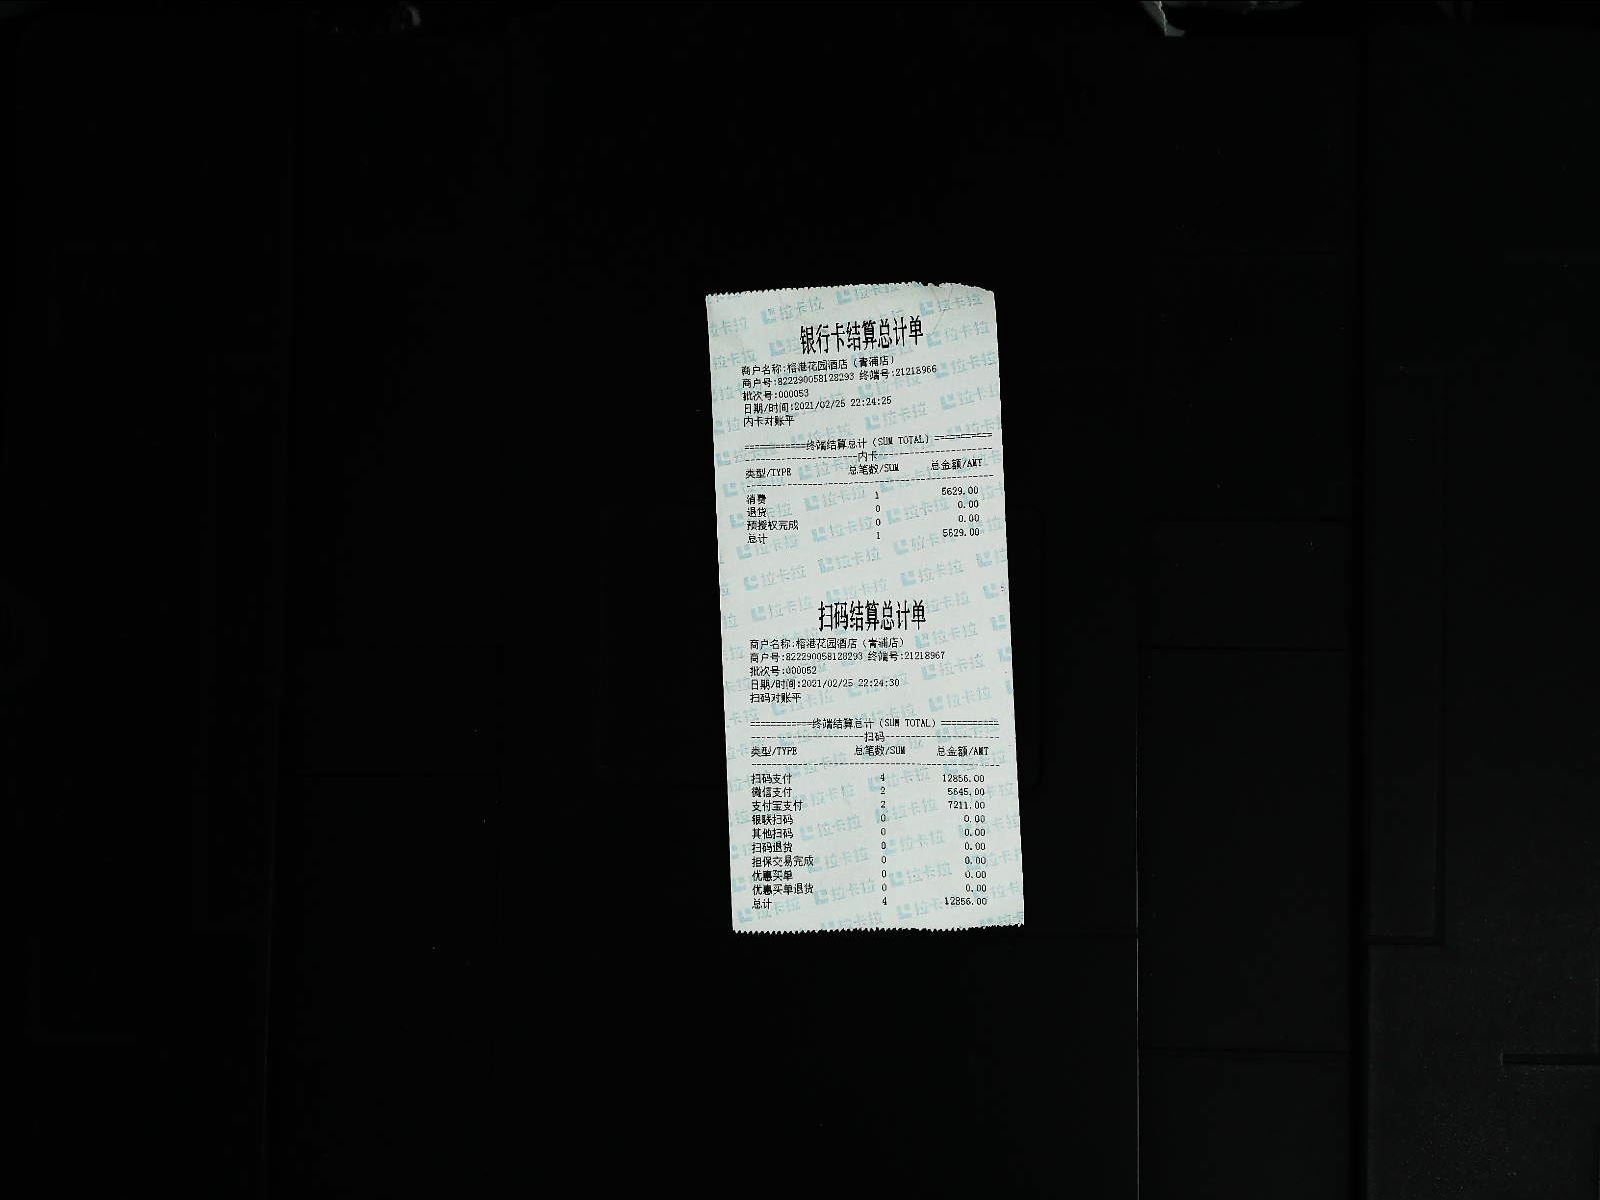 银行卡结算总计单
商户名称:榕港花园酒店（青浦店）
商户号:822290058128293 终端号:21218966
批次号:000053
日期/时间:2021/02/25 22:24:25
内卡对账平
============终端结算总计（SUM TOTAL）===========
----------------------内卡----------------------
类型/TYPE 总笔数/SUM 总金额/AMT
消费 1 5629.00
退货 0 0.00
预授权完成 0 0.00
总计 1 5629.00
扫码结算总计单
商户名称:榕港花园酒店（青浦店）
商户号:822290058128293 终端号:21218967
批次号:000052
日期/时间:2021/02/25 22:24:30
扫码对账平
============终端结算总计（SUM TOTAL）===========
----------------------扫码----------------------
类型/TYPE 总笔数/SUM 总金额/AMT
扫码支付 4 12856.00
微信支付 2 5645.00
支付宝支付 2 7211.00
银联扫码 0 0.00
其他扫码 0 0.00
扫码退货 0 0.00
担保交易完成 0 0.00
优惠买单 0 0.00
优惠买单退货 0 0.00
总计 4 12856.00
拉卡拉